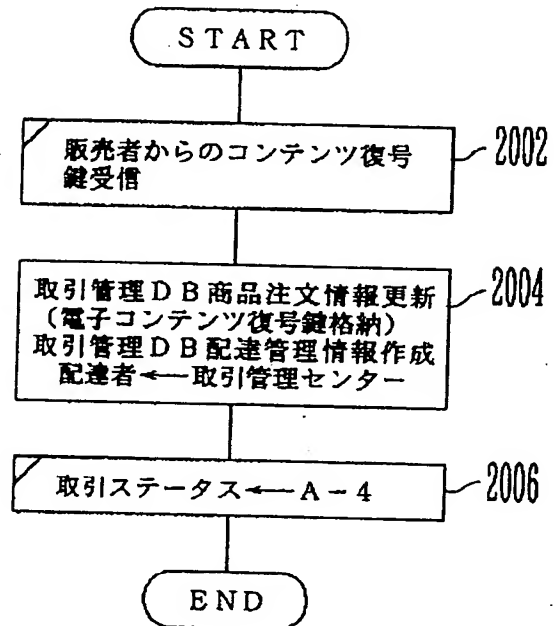 START
販売者からのコンテンツ復号
鍵受信
2002
取引管理DB商品注文情報更新
(電子コンテンツ復号鍵格納)
取引管理DB配達管理情報作成
配達者←取引管理センター
2004
取引ステータス←A-4
2006
END